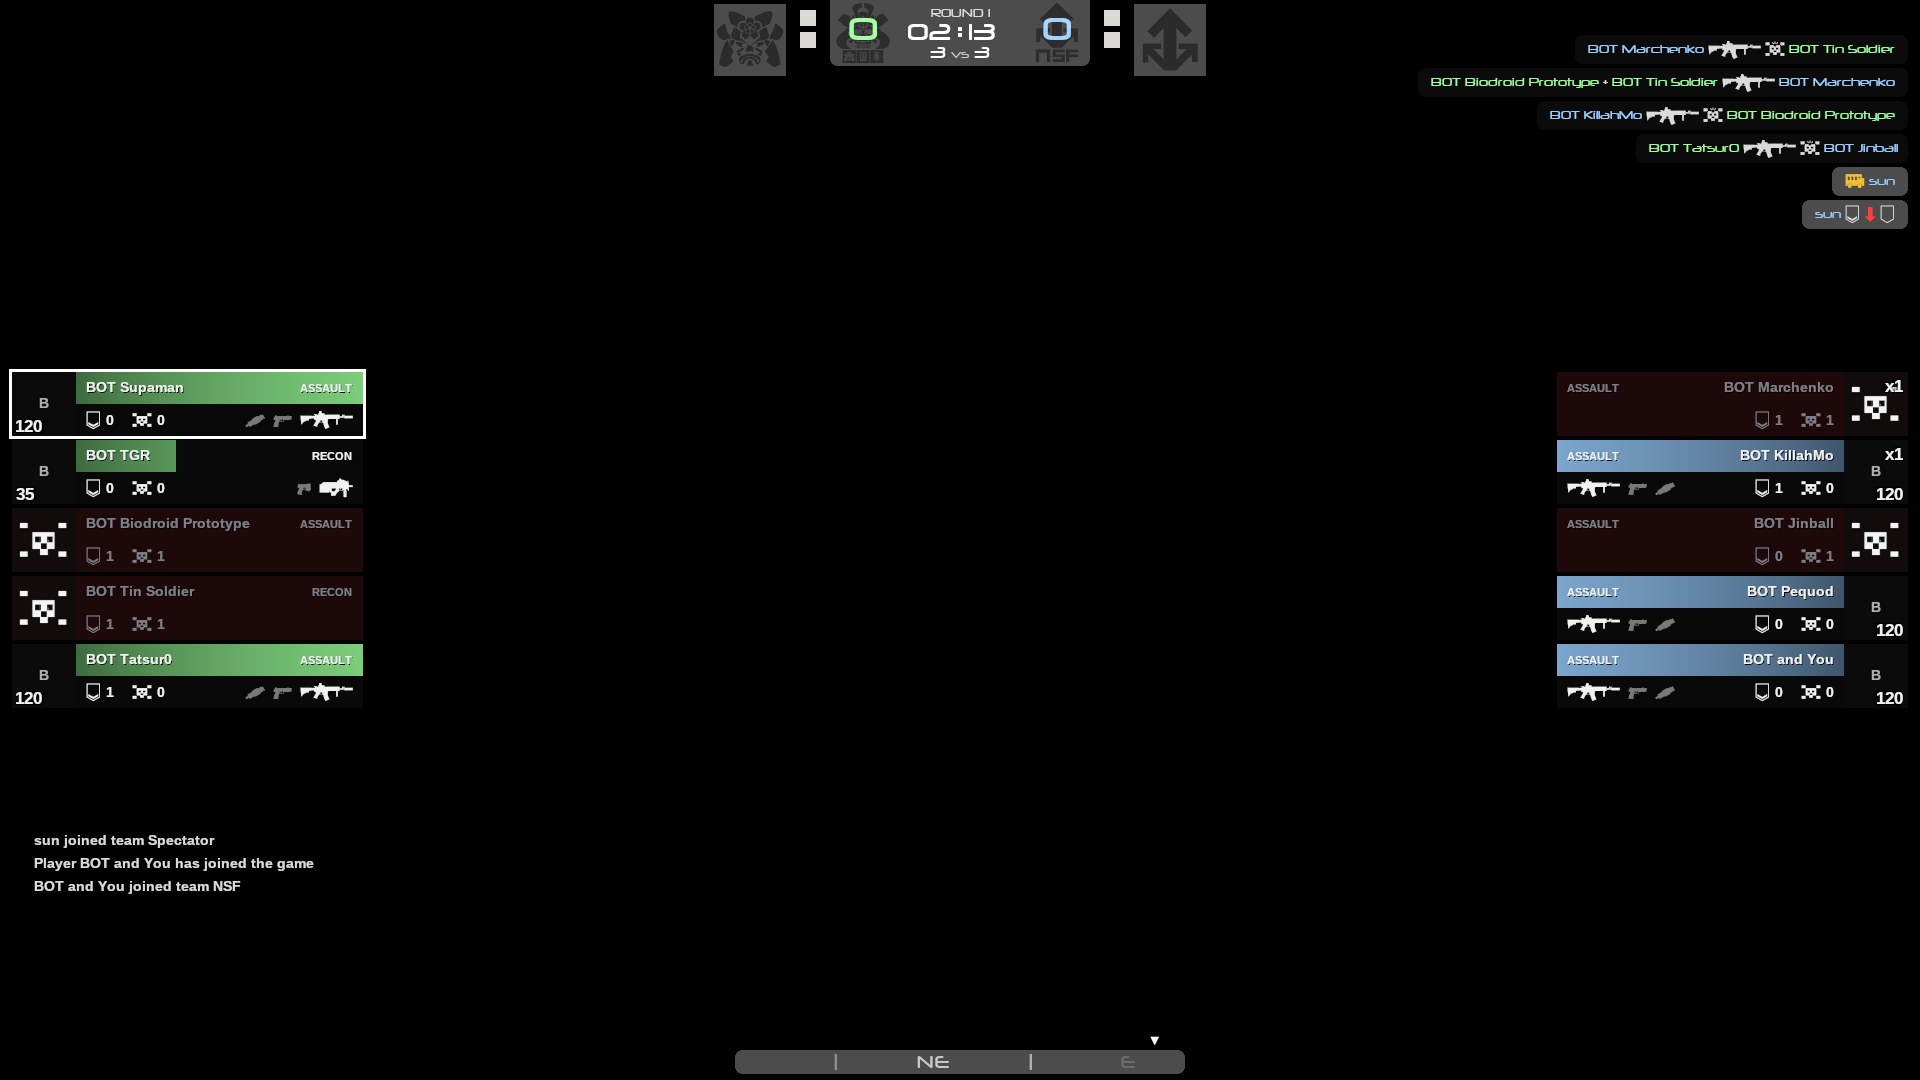 ROUND 1
0 02:13 0
3 vs 3
NSF
BOT Marchenko BOT Tin Soldier
BOT Biodroid Prototype + BOT Tin Soldier BOT Marchenko
BOT KillahMo BOT Biodroid Prototype
BOT Tatsur0 BOT Jinball
sun
sun
B BOT Supaman ASSAULT
120 0 0
B BOT TGR RECON
35 0 0
BOT Biodroid Prototype ASSAULT
1 1
BOT Tin Soldier RECON
1 1
B BOT Tatsur0 ASSAULT
120 1 0
ASSAULT BOT Marchenko x1
1 1
ASSAULT BOT KillahMo x1
B
1 0 120
ASSAULT BOT Jinball
0 1
ASSAULT BOT Pequod B
0 0 120
ASSAULT BOT and You B
0 0 120
sun joined team Spectator
Player BOT and You has joined the game
BOT and You joined team NSF
| NE | E